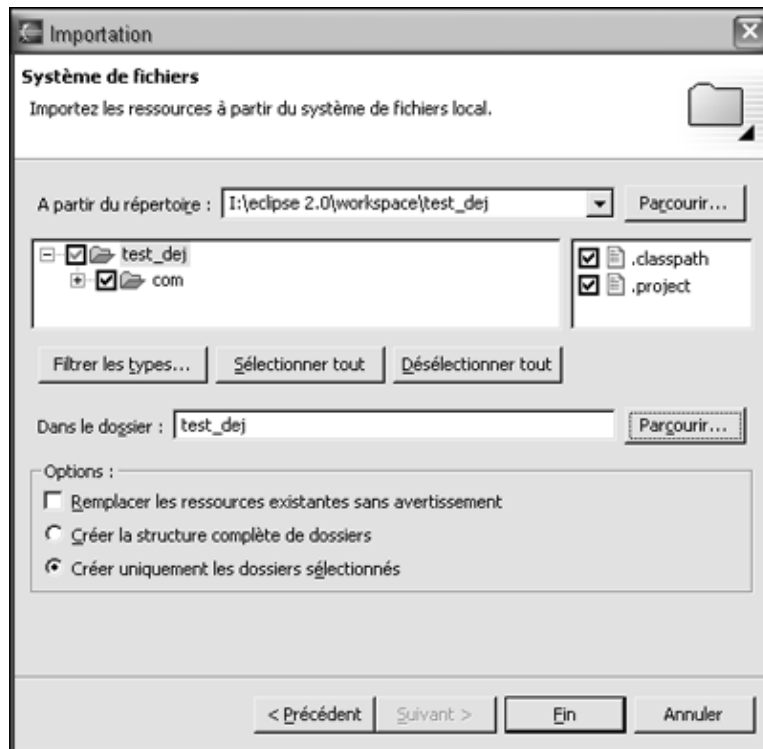 Importation
Système de fichiers
Importez les ressources à partir du système de fichiers local.
A partir du répertoire : I:\eclipse 2.0\workspace\test_dej Parcourir...
test_dej .classpath
com .project
Filtrer les types... Sélectionner tout Désélectionner tout
Dans le dossier : test_dej Parcourir...
Options :
Remplacer les ressources existantes sans avertissement
Créer la structure complète de dossiers
Créer uniquement les dossiers sélectionnés
< Précédent Suivant > Fin Annuler